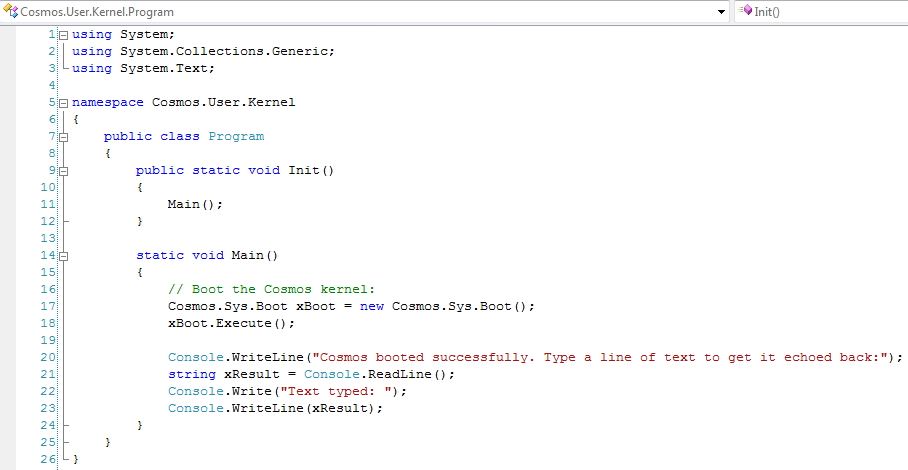 Cosmos.User.Kernel.Program Init()
1 using System;
2 using System.Collections.Generic;
3 using System.Text;
4
5 namespace Cosmos.User.Kernel
6 {
7     public class Program
8     {
9         public static void Init()
10         {
11             Main();
12         }
13
14         static void Main()
15         {
16             // Boot the Cosmos kernel:
17             Cosmos.Sys.Boot xBoot = new Cosmos.Sys.Boot();
18             xBoot.Execute();
19
20             Console.WriteLine("Cosmos booted successfully. Type a line of text to get it echoed back:");
21             string xResult = Console.ReadLine();
22             Console.Write("Text typed: ");
23             Console.WriteLine(xResult);
24         }
25     }
26 }